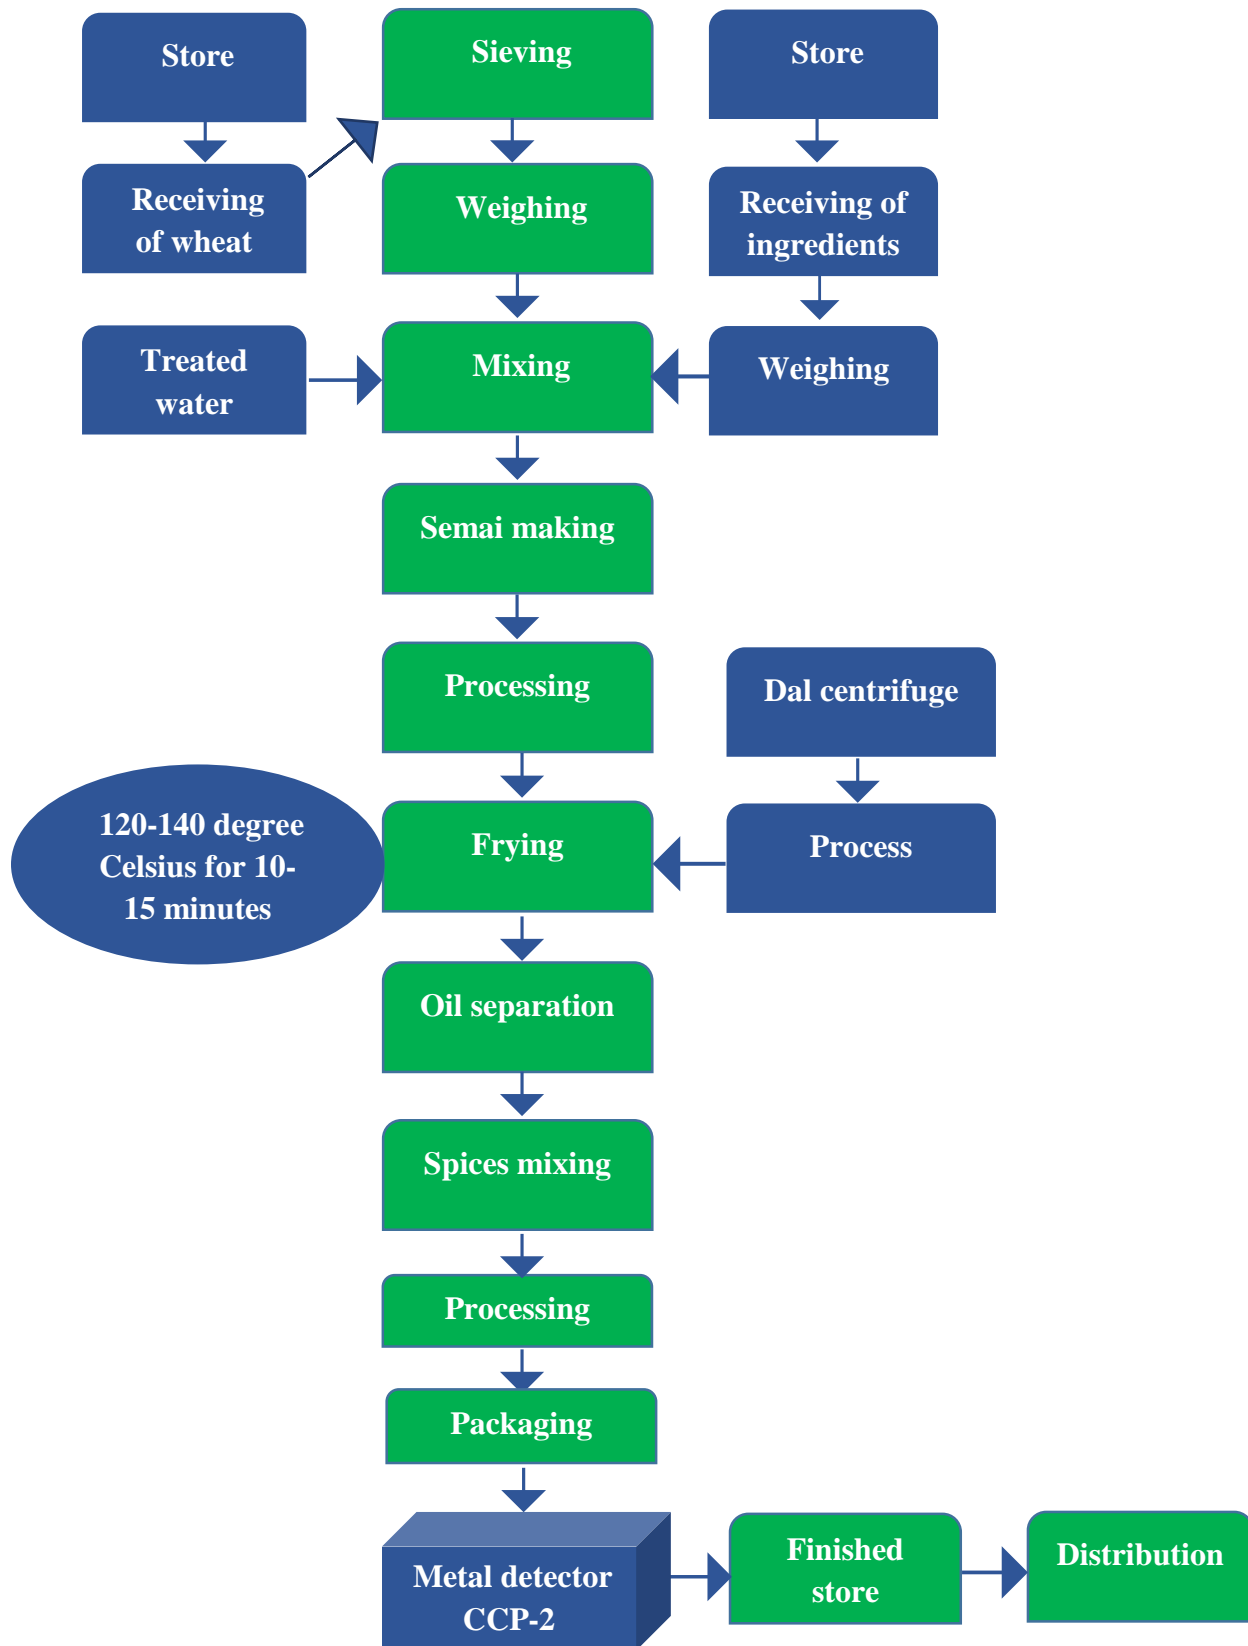 Store
Sieving
Store
Receiving
of wheat
Weighing
Receiving of
ingredients
Treated
water
Mixing
Weighing
Semai making
Processing
Dal centrifuge
120-140 degree
Celsius for 10-
15 minutes
Frying
Process
Oil separation
Spices mixing
Processing
Packaging
Metal detector
CCP-2
Finished
store
Distribution